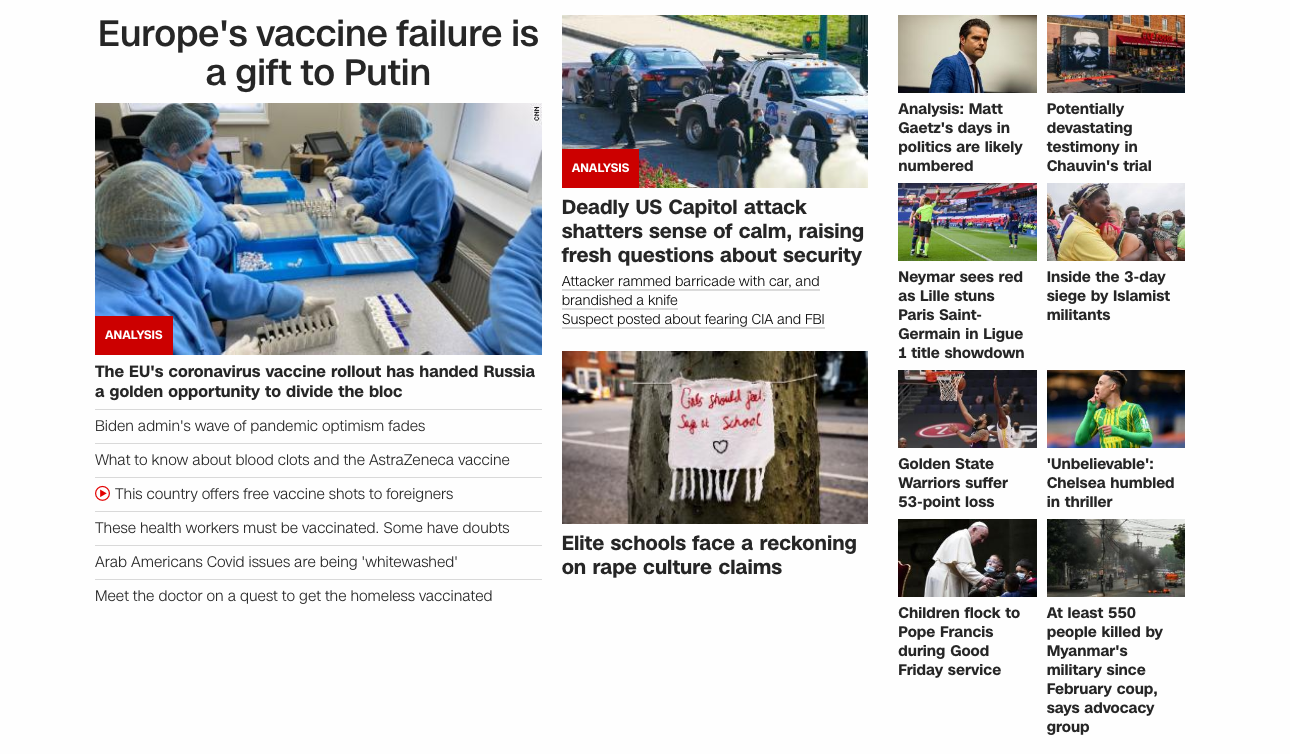 Europe's vaccine failure is
a gift to Putin
CNN
ANALYSIS
The EU's coronavirus vaccine rollout has handed Russia
a golden opportunity to divide the bloc
Biden admin's wave of pandemic optimism fades
What to know about blood clots and the AstraZeneca vaccine
This country offers free vaccine shots to foreigners
These health workers must be vaccinated. Some have doubts
Arab Americans Covid issues are being 'whitewashed'
Meet the doctor on a quest to get the homeless vaccinated
ANALYSIS
Deadly US Capitol attack
shatters sense of calm, raising
fresh questions about security
Attacker rammed barricade with car, and
brandished a knife
Suspect posted about fearing CIA and FBI
Girls should feel
Safe at School
Elite schools face a reckoning
on rape culture claims
Analysis: Matt
Gaetz's days in
politics are likely
numbered
Potentially
devastating
testimony in
Chauvin's trial
Neymar sees red
as Lille stuns
Paris Saint-
Germain in Ligue
1 title showdown
Inside the 3-day
siege by Islamist
militants
Golden State
Warriors suffer
53-point loss
'Unbelievable':
Chelsea humbled
in thriller
Children flock to
Pope Francis
during Good
Friday service
At least 550
people killed by
Myanmar's
military since
February coup,
says advocacy
group